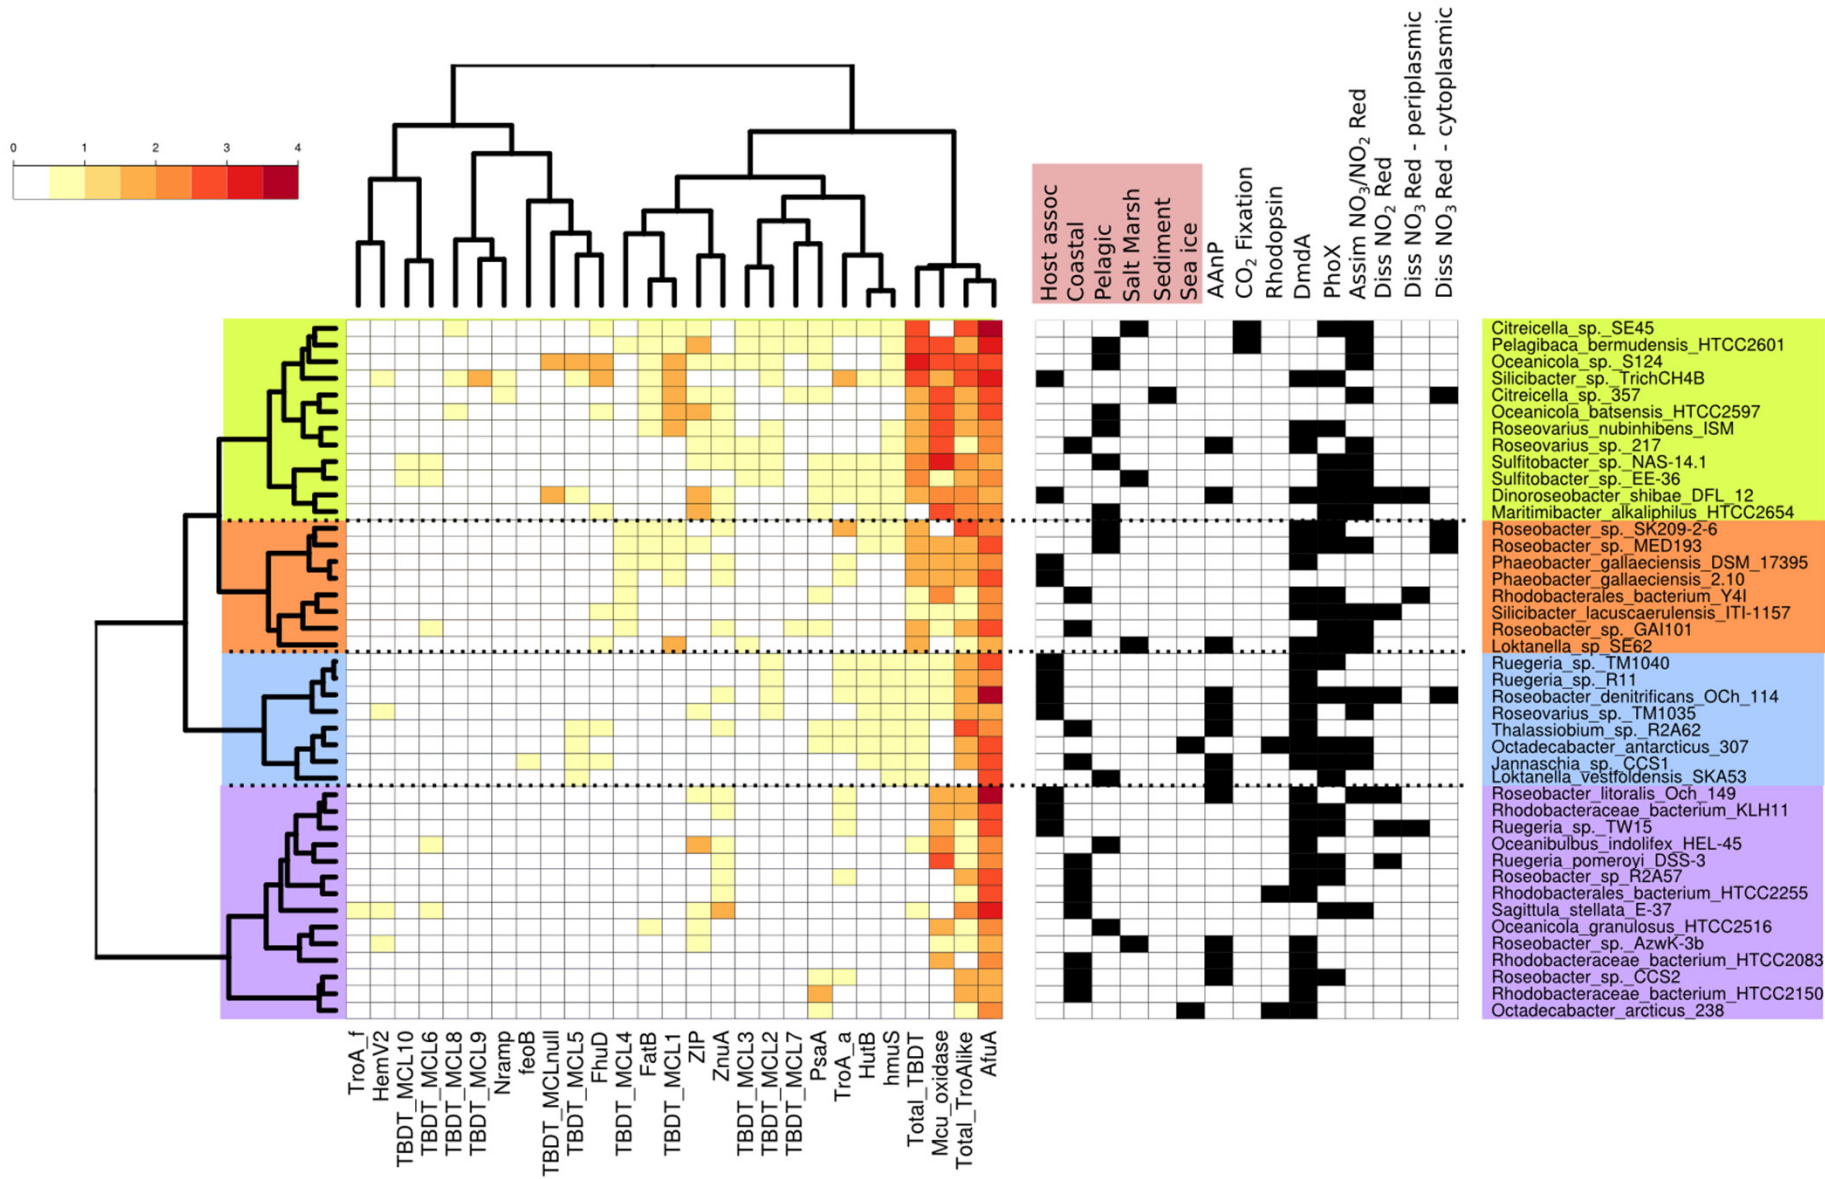 0 1 2 3 4
Host assoc
Coastal
Pelagic
Salt Marsh
Sediment
Sea ice
AAnP
CO2 Fixation
Rhodopsin
DmdA
PhoX
Assim NO3/NO2 Red
Diss NO2 Red
Diss NO3 Red - periplasmic
Diss NO3 Red - cytoplasmic
Citreicella_sp._SE45
Pelagibaca_bermudensis_HTCC2601
Oceanicola_sp._S124
Silicibacter_sp._TrichCH4B
Citreicella_sp._357
Oceanicola_batsensis_HTCC2597
Roseovarius_nubinhibens_ISM
Roseovarius_sp._217
Sulfitobacter_sp._NAS-14.1
Sulfitobacter_sp._EE-36
Dinoroseobacter_shibae_DFL_12
Maritimibacter_alkaliphilus_HTCC2654
Roseobacter_sp._SK209-2-6
Roseobacter_sp._MED193
Phaeobacter_gallaeciensis_DSM_17395
Phaeobacter_gallaeciensis_2.10
Rhodobacterales_bacterium_Y4I
Silicibacter_lacuscaerulensis_ITI-1157
Roseobacter_sp._GAI101
Loktanella_sp_SE62
Ruegeria_sp._TM1040
Ruegeria_sp._R11
Roseobacter_denitrificans_OCh_114
Roseovarius_sp._TM1035
Thalassiobium_sp._R2A62
Octadecabacter_antarcticus_307
Jannaschia_sp._CCS1
Loktanella_vestfoldensis_SKA53
Roseobacter_litoralis_Och_149
Rhodobacteraceae_bacterium_KLH11
Ruegeria_sp._TW15
Oceanibulbus_indolifex_HEL-45
Ruegeria_pomeroyi_DSS-3
Roseobacter_sp_R2A57
Rhodobacterales_bacterium_HTCC2255
Sagittula_stellata_E-37
Oceanicola_granulosus_HTCC2516
Roseobacter_sp._AzwK-3b
Rhodobacteraceae_bacterium_HTCC2083
Roseobacter_sp._CCS2
Rhodobacteraceae_bacterium_HTCC2150
Octadecabacter_arcticus_238
TroA_f
HemV2
TBDT_MCL10
TBDT_MCL6
TBDT_MCL8
TBDT_MCL9
Nramp
feoB
TBDT_MCLnull
TBDT_MCL5
FhuD
TBDT_MCL4
FatB
TBDT_MCL1
ZIP
ZnuA
TBDT_MCL3
TBDT_MCL2
TBDT_MCL7
PsaA
TroA_a
HutB
hmuS
Total_TBDT
Mcu_oxidase
Total_TroAlike
AfuA